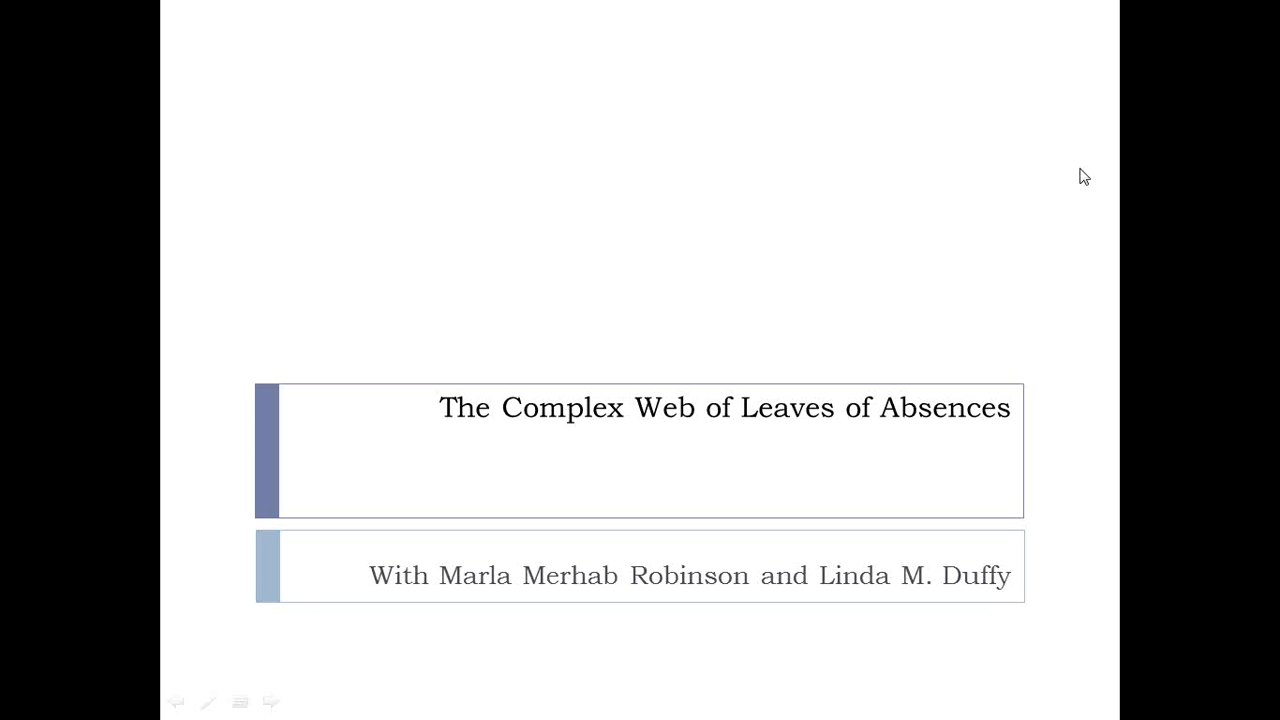 The Complex Web of Leaves of Absences
With Marla Merhab Robinson and Linda M. Duffy